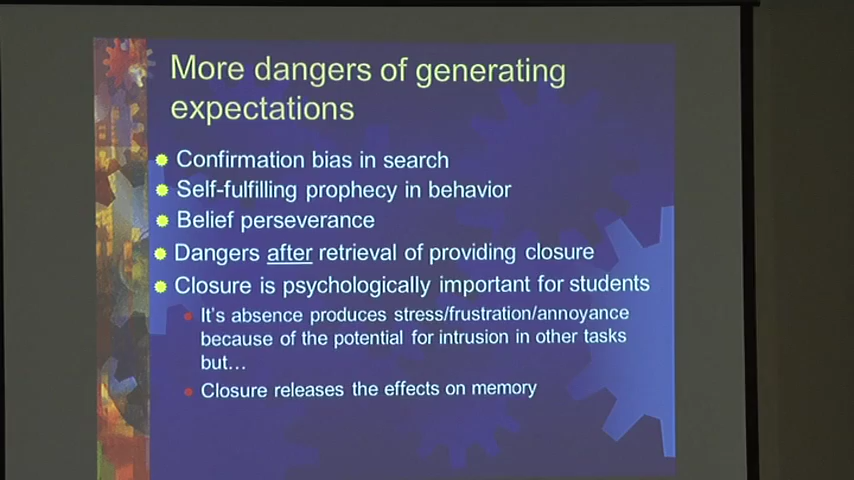 More dangers of generating
expectations
Confirmation bias in search
Self-fulfilling prophecy in behavior
Belief perseverance
Dangers after retrieval of providing closure
Closure is psychologically important for students
It's absence produces stress/frustration/annoyance
because of the potential for intrusion in other tasks
but…
Closure releases the effects on memory